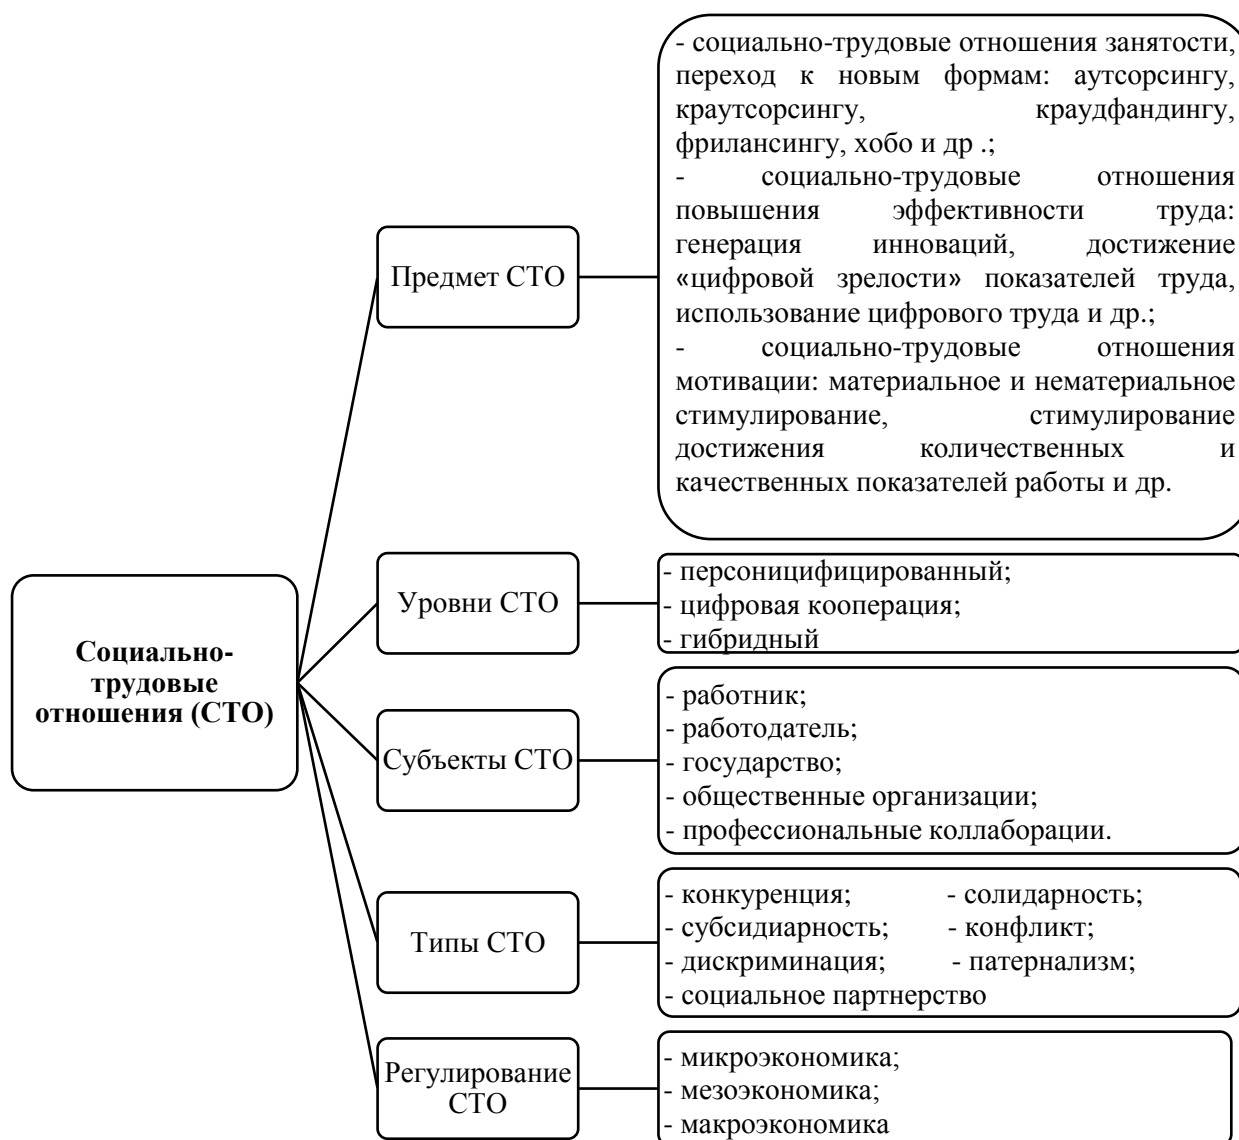 Социально-
трудовые
отношения (СТО)
Предмет СТО
- социально-трудовые отношения занятости,
переход к новым формам: аутсорсингу,
краутсорсингу, краудфандингу,
фрилансингу, хобо и др .;
- социально-трудовые отношения
повышения эффективности труда:
генерация инноваций, достижение
«цифровой зрелости» показателей труда,
использование цифрового труда и др.;
- социально-трудовые отношения
мотивации: материальное и нематериальное
стимулирование, стимулирование
достижения количественных и
качественных показателей работы и др.
Уровни СТО
- персоницифицированный;
- цифровая кооперация;
- гибридный
Субъекты СТО
- работник;
- работодатель;
- государство;
- общественные организации;
- профессиональные коллаборации.
Типы СТО
- конкуренция; - солидарность;
- субсидиарность; - конфликт;
- дискриминация; - патернализм;
- социальное партнерство
Регулирование
СТО
- микроэкономика;
- мезоэкономика;
- макроэкономика